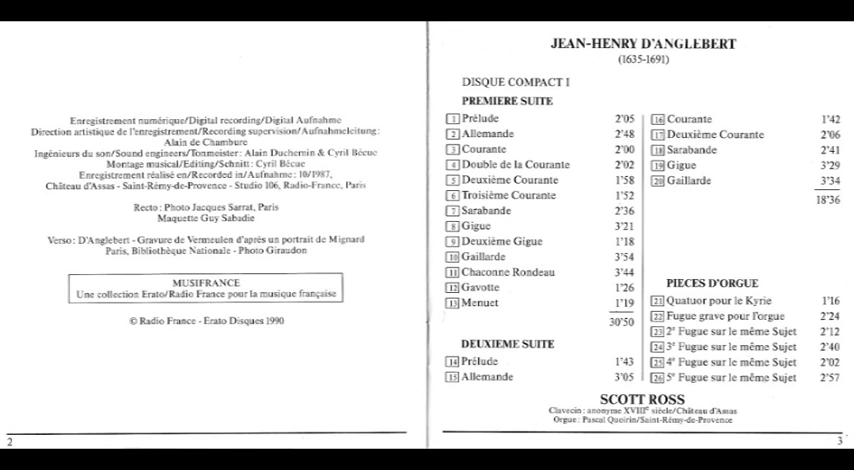 Enregistrement numérique/Digital recording/Digital Aufnahme
Direction artistique de l'enregistrement/Recording supervision/Aufnahmeleitung:
Alain de Chambure
Ingénieurs du son/Sound engineers/Tonmeister: Alain Duchemin & Cyril Bécue
Montage musical/Editing/Schnitt: Cyril Bécue
Enregistrement réalisé en/Recorded in/Aufnahme: 10/1987,
Château d'Assas - Saint-Rémy-de-Provence - Studio 106, Radio-France, Paris
Recto: Photo Jacques Sarrat, Paris
Maquette Guy Sabadie
Verso: D'Anglebert - Gravure de Vermeulen d'après un portrait de Mignard
Paris, Bibliothèque Nationale - Photo Giraudon
MUSIFRANCE
Une collection Erato/Radio France pour la musique française
© Radio France - Erato Disques 1990
2
JEAN-HENRY D'ANGLEBERT
(1635-1691)
DISQUE COMPACT I
PREMIERE SUITE
1 Prélude 2'05
2 Allemande 2'48
3 Courante 2'00
4 Double de la Courante 2'02
5 Deuxième Courante 1'58
6 Troisième Courante 1'52
7 Sarabande 2'36
8 Gigue 3'21
9 Deuxième Gigue 1'18
10 Gaillarde 3'54
11 Chaconne Rondeau 3'44
12 Gavotte 1'26
13 Menuet 1'19
30'50
DEUXIEME SUITE
14 Prélude 1'43
15 Allemande 3'05
16 Courante 1'42
17 Deuxième Courante 2'06
18 Sarabande 2'41
19 Gigue 3'29
20 Gaillarde 3'34
18'36
PIECES D'ORGUE
21 Quatuor pour le Kyrie 1'16
22 Fugue grave pour l'orgue 2'24
23 2e Fugue sur le même Sujet 2'12
24 3e Fugue sur le même Sujet 2'40
25 4e Fugue sur le même Sujet 2'02
26 5e Fugue sur le même Sujet 2'57
SCOTT ROSS
Clavecin: anonyme XVIIIe siècle/Château d'Assas
Orgue: Pascal Quoirin/Saint-Rémy-de-Provence
3